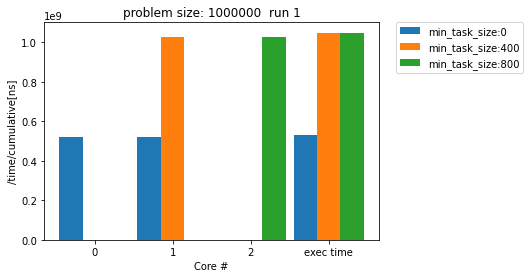 problem size: 1000000  run 1
1e9
/time/cumulative[ns]
1.0
0.8
0.6
0.4
0.2
0.0
0 1 2 exec time
Core #
min_task_size:0
min_task_size:400
min_task_size:800